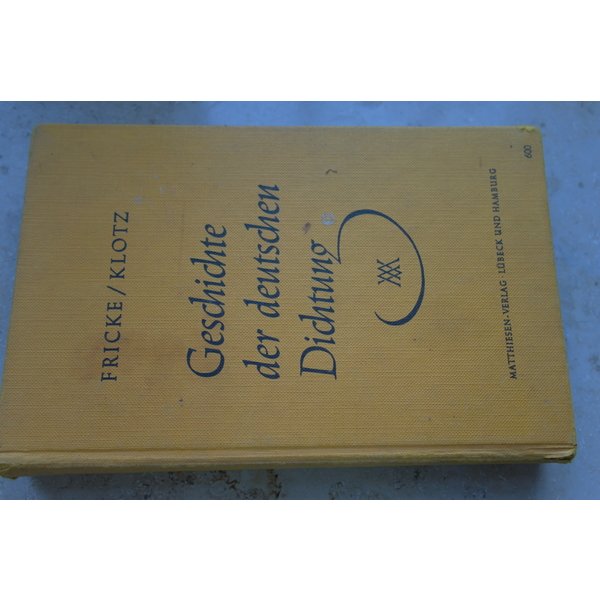 FRICKE/KLOTZ
Geschichte
der deutschen
Dichtung
MATTHIESEN-VERLAG · LÜBECK UND HAMBURG
600